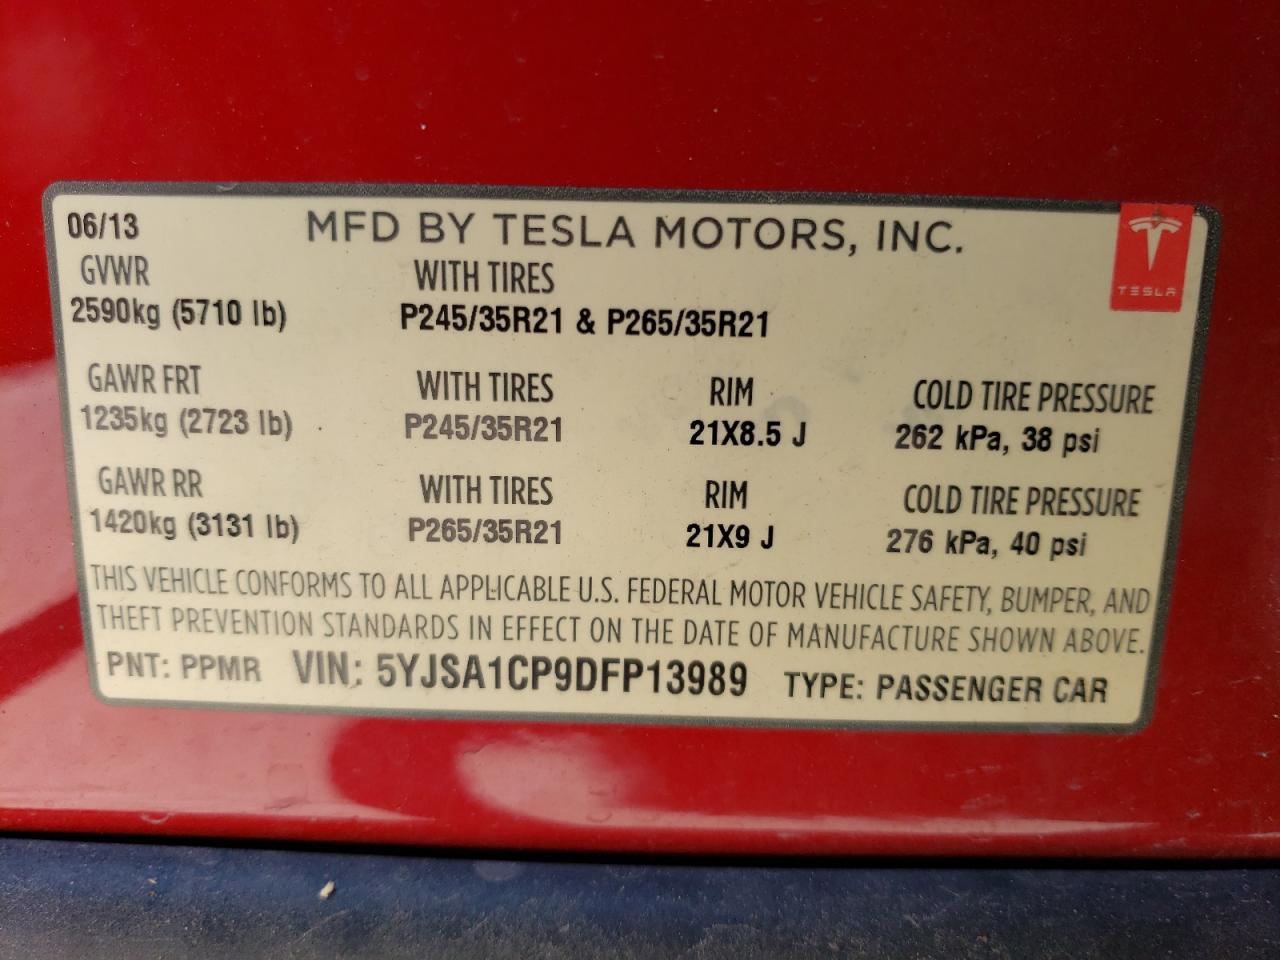 06/13 MFD BY TESLA MOTORS, INC.
TESLA
GVWR WITH TIRES
2590kg (5710 lb) P245/35R21 & P265/35R21
GAWR FRT WITH TIRES RIM COLD TIRE PRESSURE
1235kg (2723 lb) P245/35R21 21X8.5 J 262 kPa, 38 psi
GAWR RR WITH TIRES RIM COLD TIRE PRESSURE
1420kg (3131 lb) P265/35R21 21X9 J 276 kPa, 40 psi
THIS VEHICLE CONFORMS TO ALL APPLICABLE U.S. FEDERAL MOTOR VEHICLE SAFETY, BUMPER, AND
THEFT PREVENTION STANDARDS IN EFFECT ON THE DATE OF MANUFACTURE SHOWN ABOVE.
PNT: PPMR VIN: 5YJSA1CP9DFP13989 TYPE: PASSENGER CAR